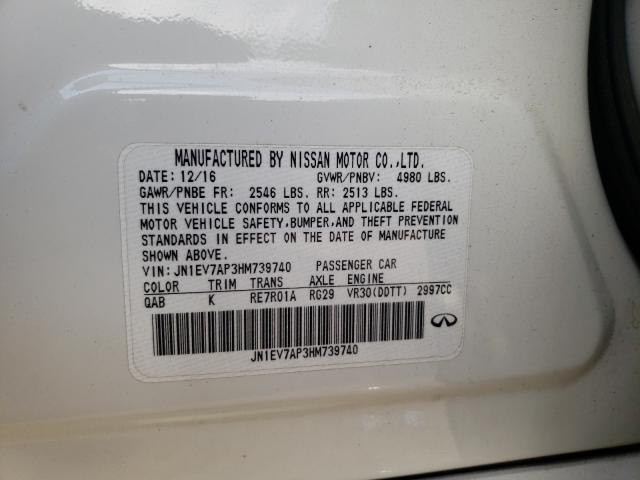 MANUFACTURED BY NISSAN MOTOR CO.,LTD.
DATE: 12/16 GVWR/PNBV: 4980 LBS.
GAWR/PNBE FR: 2546 LBS. RR: 2513 LBS.
THIS VEHICLE CONFORMS TO ALL APPLICABLE FEDERAL
MOTOR VEHICLE SAFETY,BUMPER,AND THEFT PREVENTION
STANDARDS IN EFFECT ON THE DATE OF MANUFACTURE
SHOWN ABOVE.
VIN:JN1EV7AP3HM739740 PASSENGER CAR
COLOR TRIM TRANS AXLE ENGINE
QAB K RE7R01A RG29 VR30(DDTT) 2997CC
JN1EV7AP3HM739740